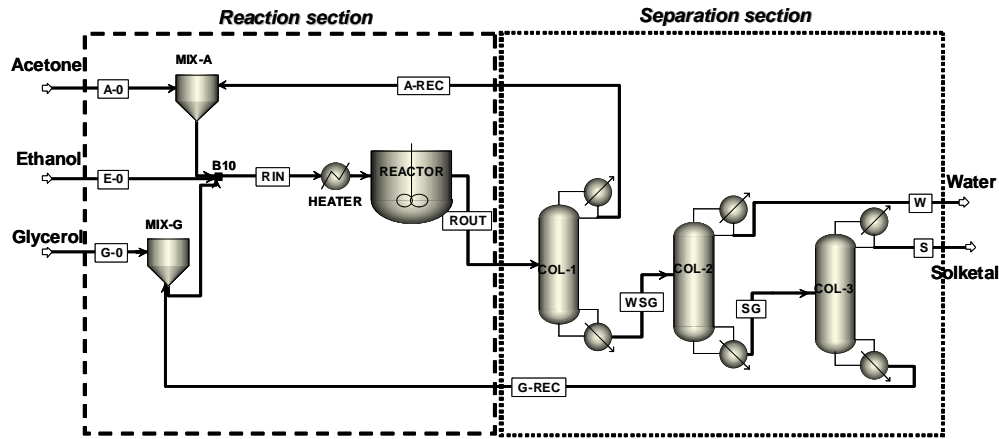 Reaction section
Separation section
Acetone
MIX-A
A-0
A-REC
Ethanol
B10
E-0
RIN
HEATER
REACTOR
ROUT
Water
W
Glycerol
MIX-G
G-0
S
Solketal
COL-1
COL-2
COL-3
WSG
SG
G-REC